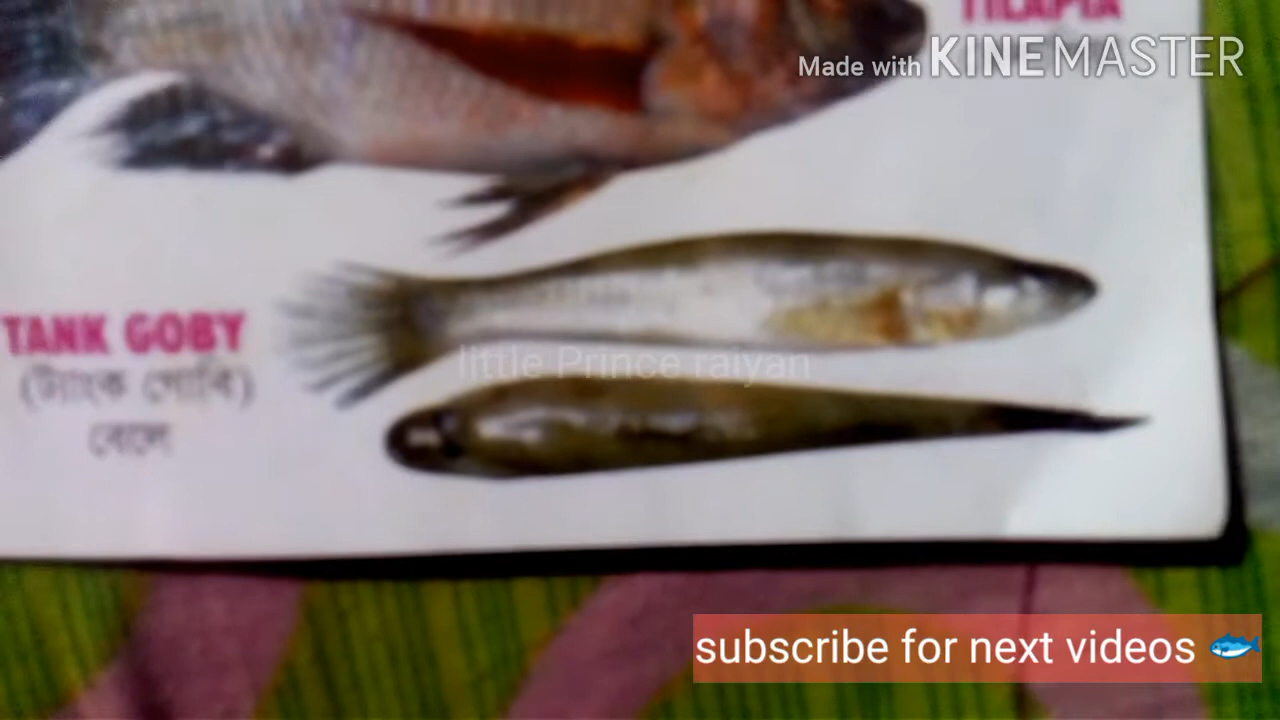 TILAPIA
Made with KINEMASTER
TANK GOBY
(ট্যাংক গোবি)
বেলে
little Prince raiyan
subscribe for next videos 🐟